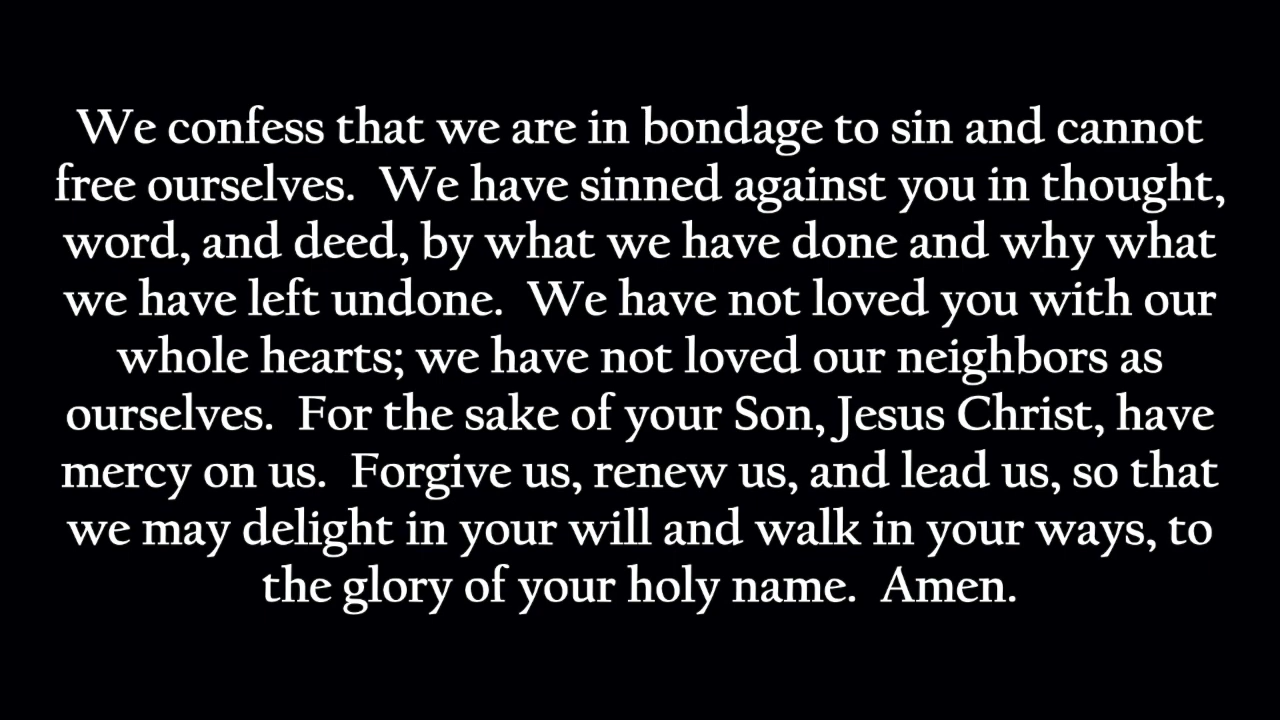 We confess that we are in bondage to sin and cannot
free ourselves.  We have sinned against you in thought,
word, and deed, by what we have done and why what
we have left undone.  We have not loved you with our
whole hearts; we have not loved our neighbors as
ourselves.  For the sake of your Son, Jesus Christ, have
mercy on us.  Forgive us, renew us, and lead us, so that
we may delight in your will and walk in your ways, to
the glory of your holy name.  Amen.